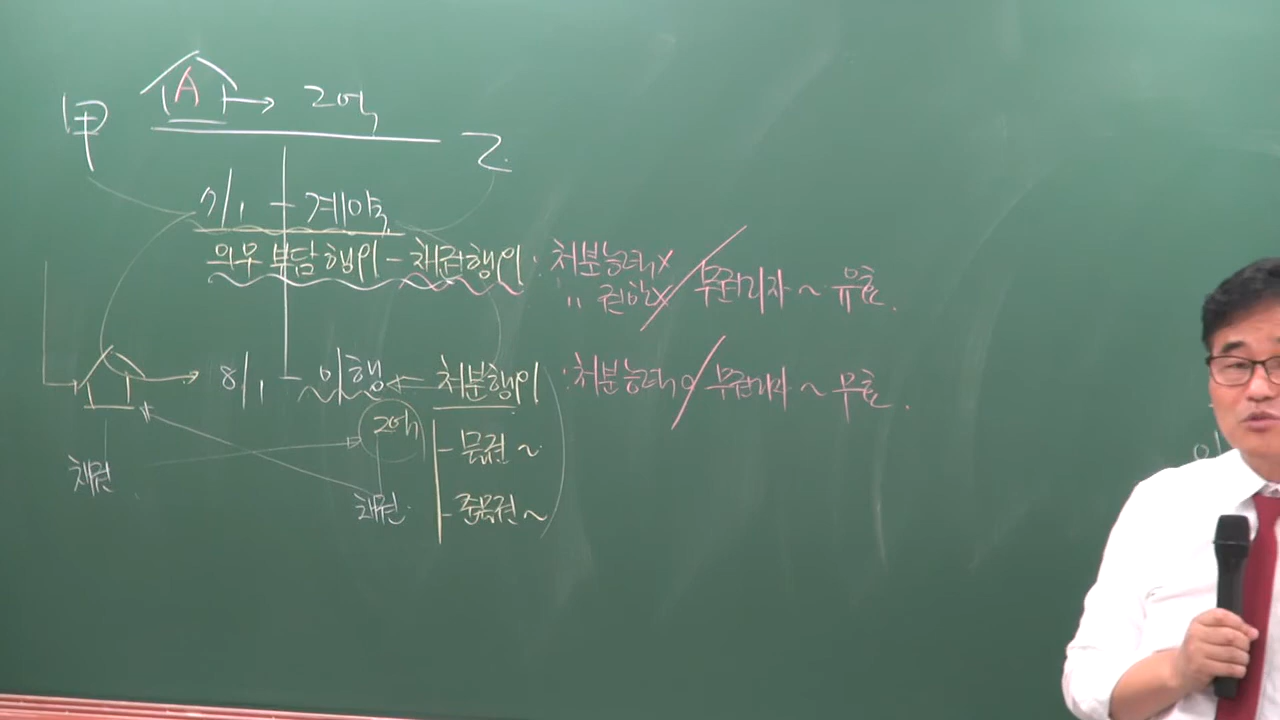 甲 A → 2억 乙
7/1 - 계약
의무부담행위 - 채권행위 : 처분능력× / 무권리자 ~ 유효.
〃 권한×
8/1 - 이행 ← 처분행위 : 처분능력○ / 무권리자 ~ 무효.
2억
- 물권 ~
채권
채권
- 준물권 ~